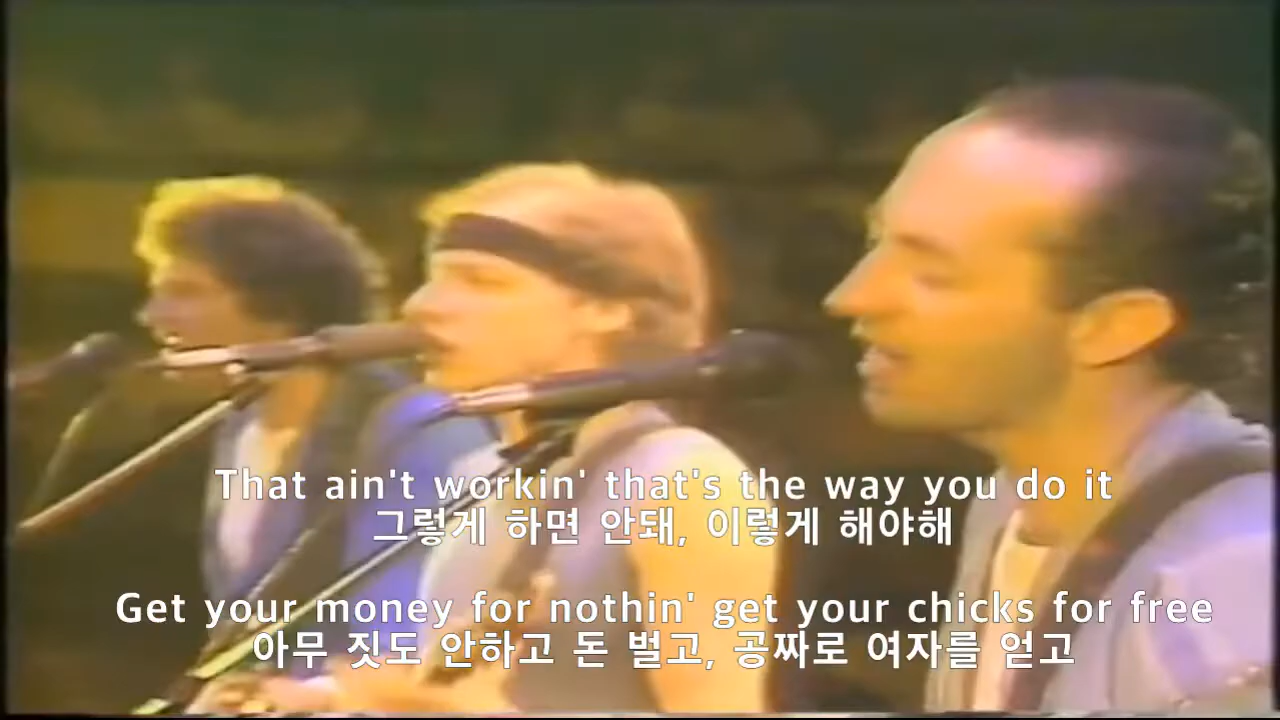 That ain't workin' that's the way you do it
그렇게 하면 안돼, 이렇게 해야해
Get your money for nothin' get your chicks for free
아무 짓도 안하고 돈 벌고, 공짜로 여자를 얻고